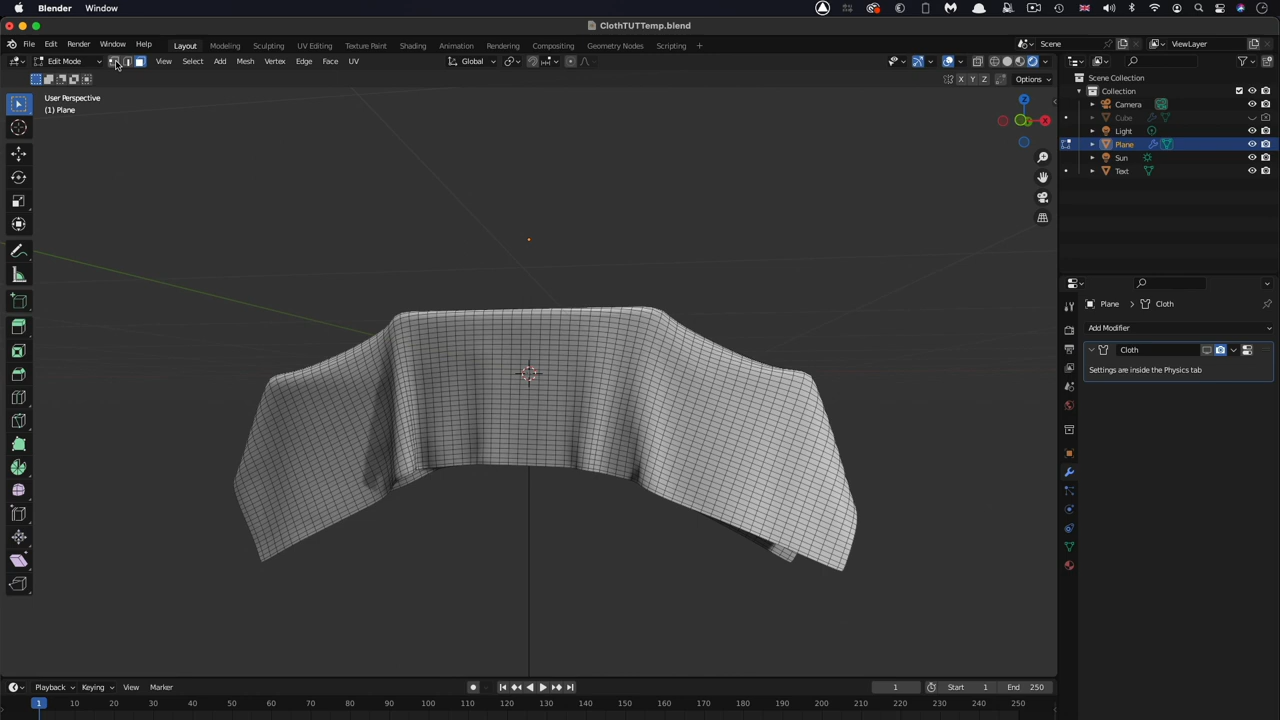 Blender Window
ClothTUTTemp.blend
File Edit Render Window Help Layout Modeling Sculpting UV Editing Texture Paint Shading Animation Rendering Compositing Geometry Nodes Scripting + Scene ViewLayer
Edit Mode View Select Add Mesh Vertex Edge Face UV Global
X Y Z Options
User Perspective
(1) Plane
Z
X
Scene Collection
Collection
Camera
Cube
Light
Plane
Sun
Text
Plane > Cloth
Add Modifier
Cloth
Settings are inside the Physics tab
Playback Keying View Marker 1 Start 1 End 250
1 10 20 30 40 50 60 70 80 90 100 110 120 130 140 150 160 170 180 190 200 210 220 230 240 250